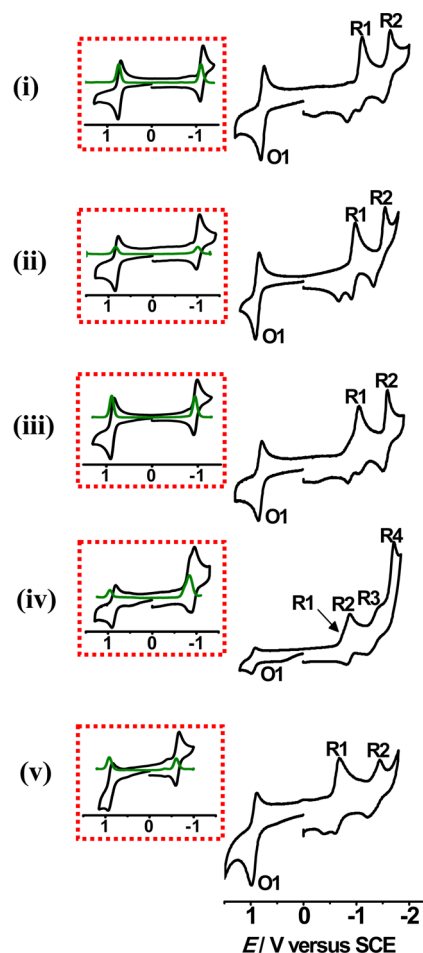 (i)
1 0 -1
R1 R2
O1
(ii)
1 0 -1
R1 R2
O1
(iii)
1 0 -1
R1 R2
O1
(iv)
1 0 -1
R1 R2 R3 R4
O1
(v)
1 0 -1
R1 R2
O1
1 0 -1 -2
E/ V versus SCE